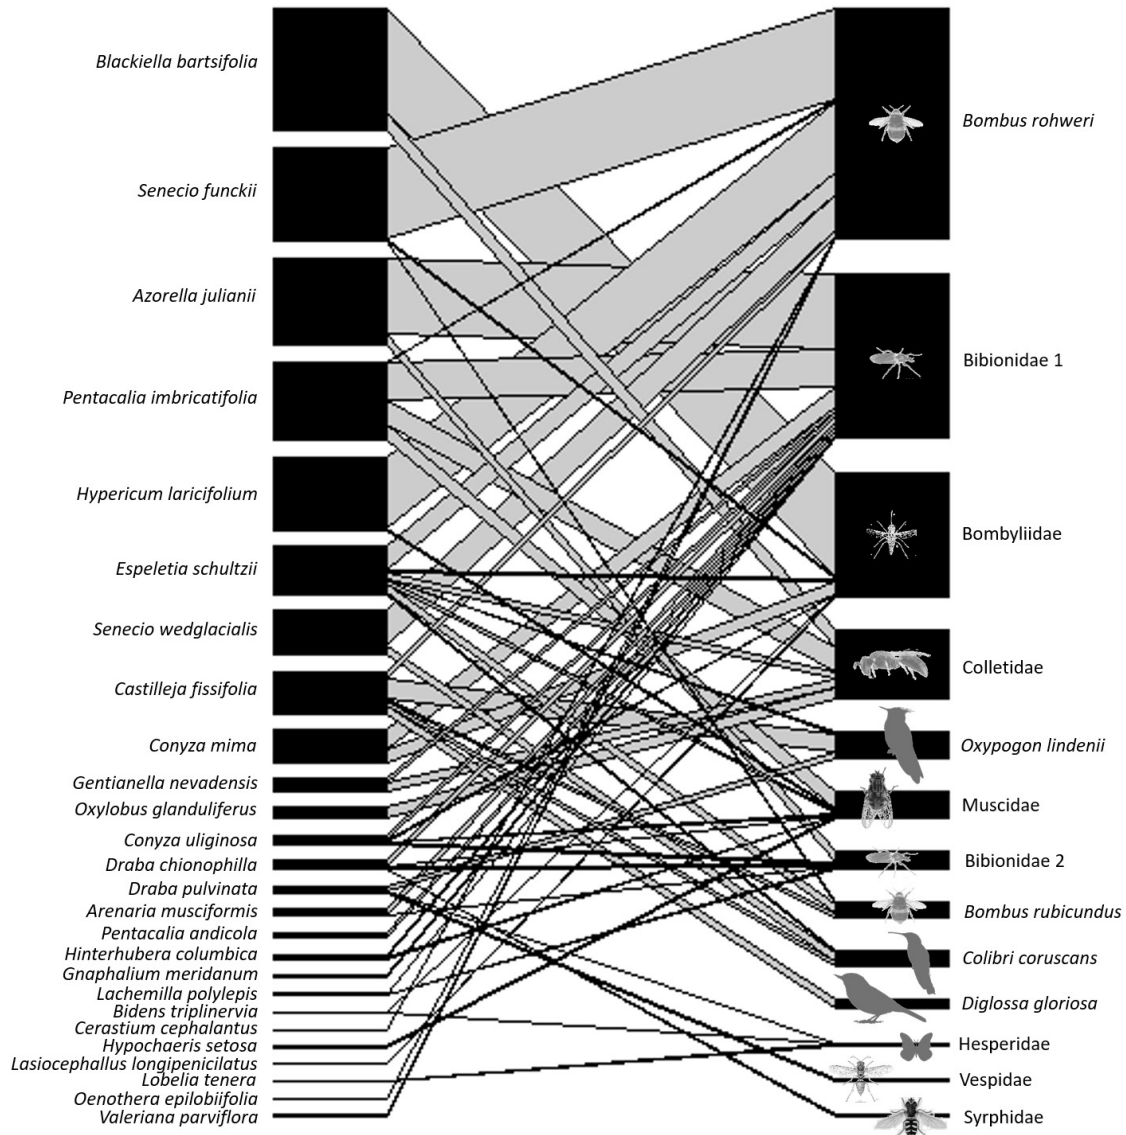 Blackiella bartsifolia
Senecio funckii
Azorella julianii
Pentacalia imbricatifolia
Hypericum laricifolium
Espeletia schultzii
Senecio wedglacialis
Castilleja fissifolia
Conyza mima
Gentianella nevadensis
Oxylobus glanduliferus
Conyza uliginosa
Draba chionophilla
Draba pulvinata
Arenaria musciformis
Pentacalia andicola
Hinterhubera columbica
Gnaphalium meridanum
Lachemilla polylepis
Bidens triplinervia
Cerastium cephalantus
Hypochaeris setosa
Lasiocephallus longipenicilatus
Lobelia tenera
Oenothera epilobiifolia
Valeriana parviflora
Bombus rohweri
Bibionidae 1
Bombyliidae
Colletidae
Oxypogon lindenii
Muscidae
Bibionidae 2
Bombus rubicundus
Colibri coruscans
Diglossa gloriosa
Hesperidae
Vespidae
Syrphidae